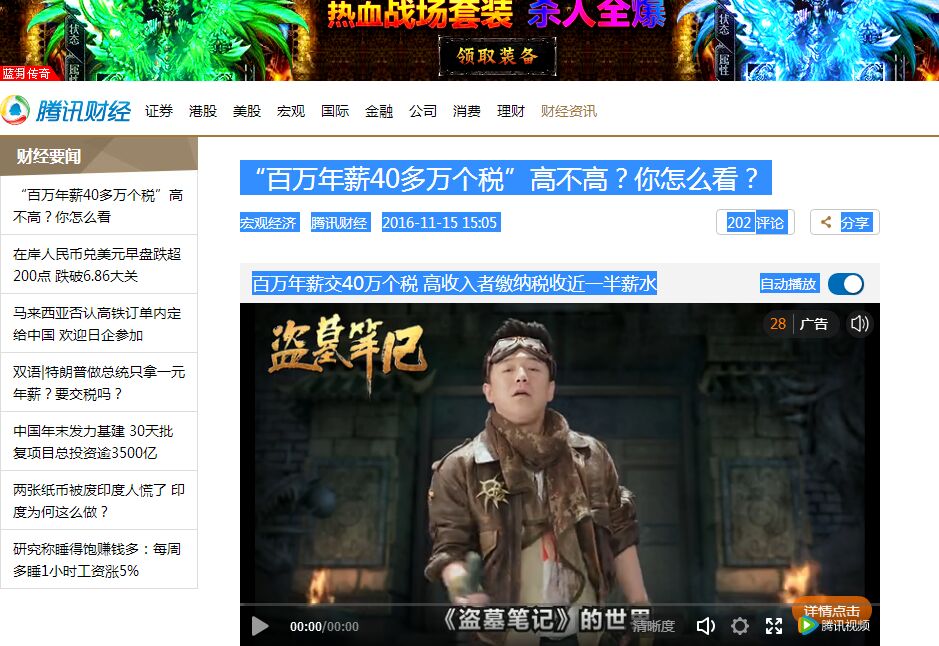 热血战场套装 杀人全爆
状态
状态
领取装备
属性
属性
蓝月传奇
腾讯财经 证券 港股 美股 宏观 国际 金融 公司 消费 理财 财经资讯
财经要闻
“百万年薪40多万个税”高
不高？你怎么看
在岸人民币兑美元早盘跌超
200点 跌破6.86大关
马来西亚否认高铁订单内定
给中国 欢迎日企参加
双语|特朗普做总统只拿一元
年薪？要交税吗？
中国年末发力基建 30天批
复项目总投资逾3500亿
两张纸币被废印度人慌了 印
度为何这么做？
研究称睡得饱赚钱多：每周
多睡1小时工资涨5%
“百万年薪40多万个税”高不高？你怎么看？
宏观经济 腾讯财经 2016-11-15 15:05 202 评论 分享
百万年薪交40万个税 高收入者缴纳税收近一半薪水 自动播放
28 广告
盗墓笔记
《盗墓笔记》的世界
详情点击
00:00/00:00 清晰度 腾讯视频